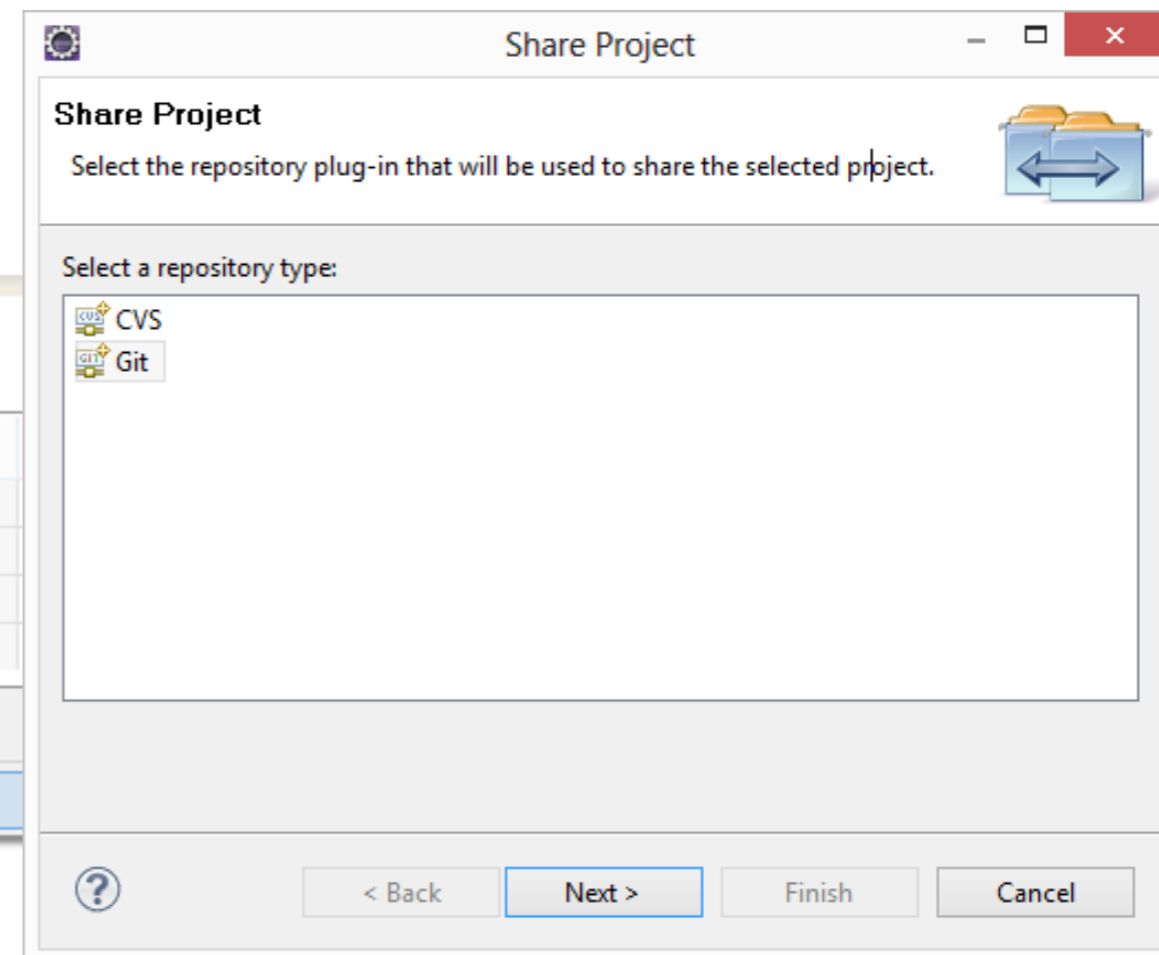 Share Project
Share Project
Select the repository plug-in that will be used to share the selected project.
Select a repository type:
CVS
Git
< Back Next > Finish Cancel